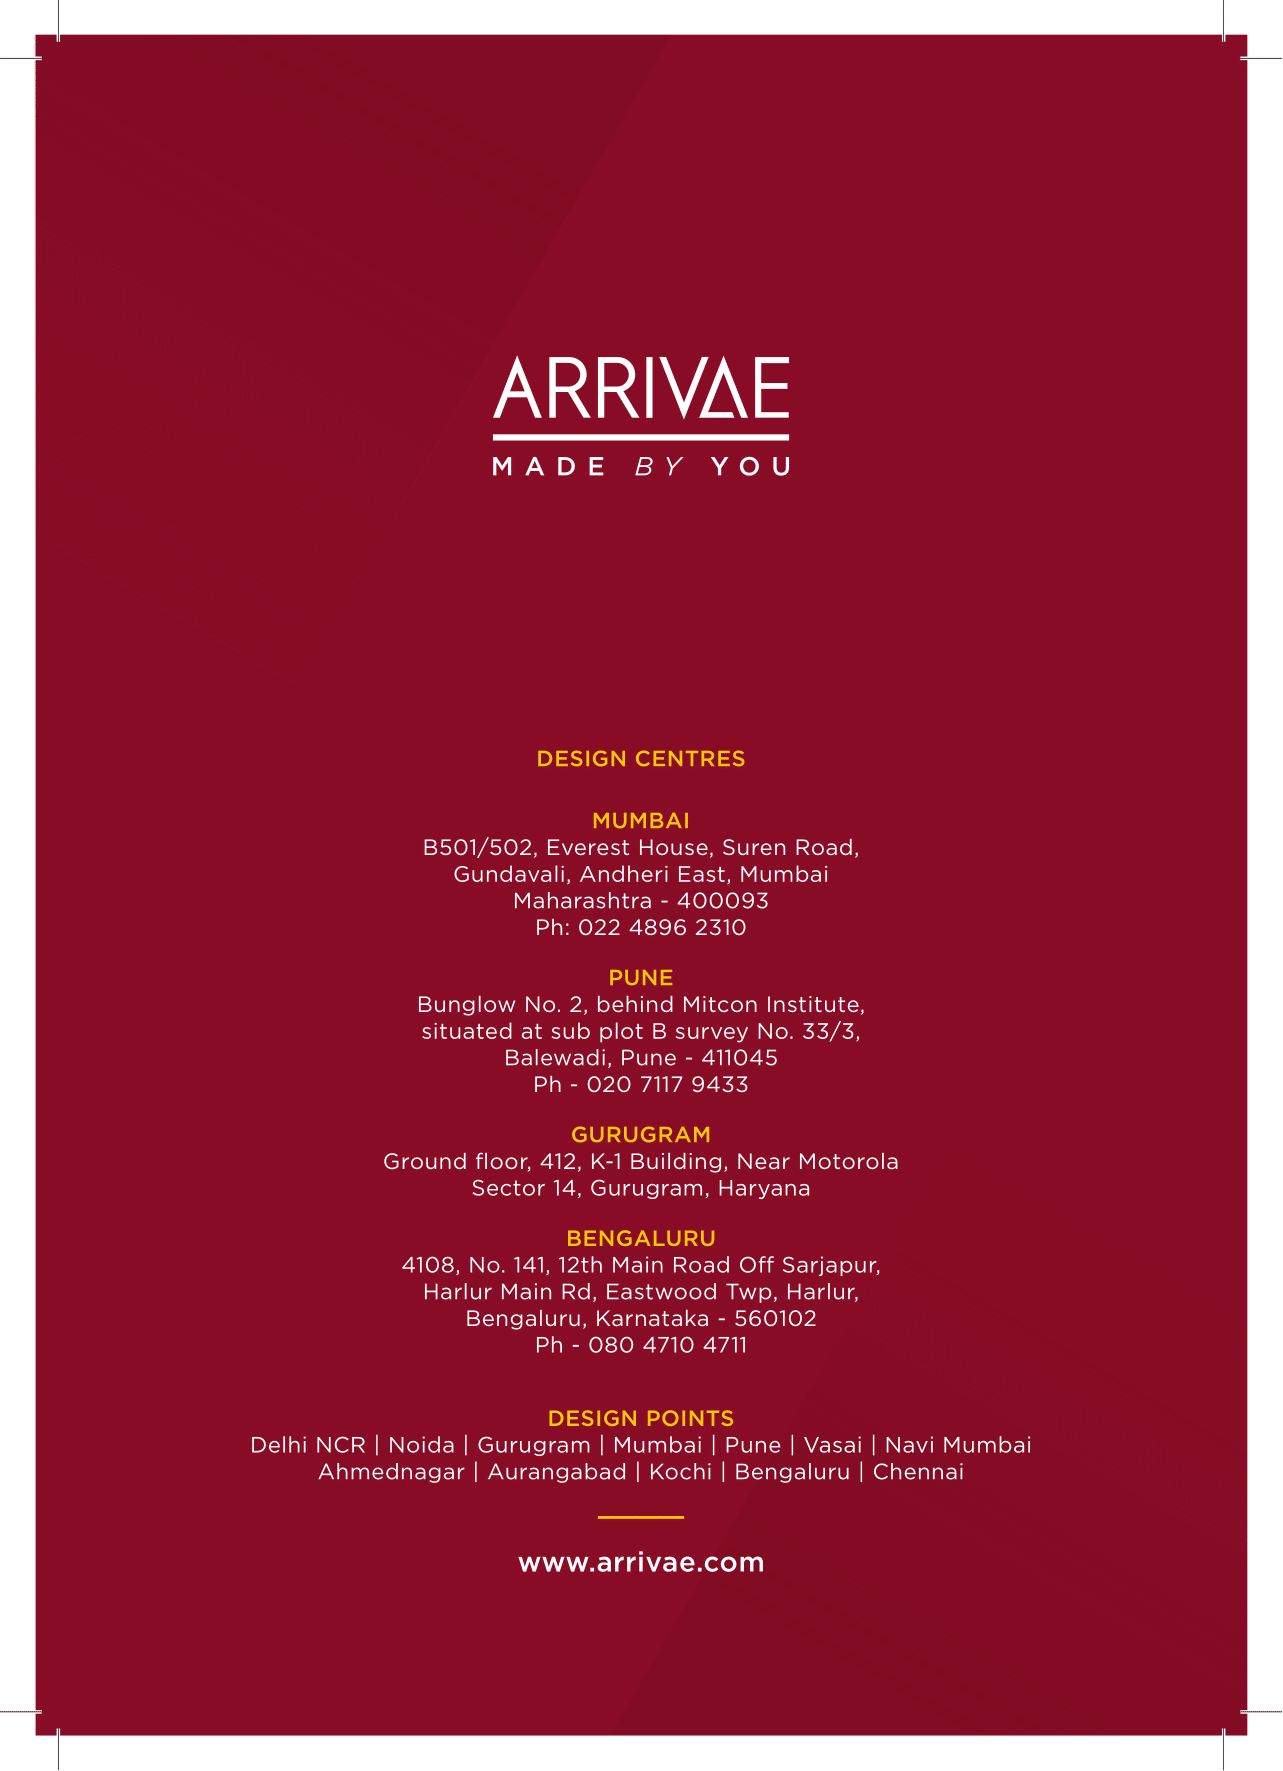 ARRIVAE
MADE BY YOU
DESIGN CENTRES
MUMBAI
B501/502, Everest House, Suren Road,
Gundavali, Andheri East, Mumbai
Maharashtra - 400093
Ph: 022 4896 2310
PUNE
Bunglow No. 2, behind Mitcon Institute,
situated at sub plot B survey No. 33/3,
Balewadi, Pune - 411045
Ph - 020 7117 9433
GURUGRAM
Ground floor, 412, K-1 Building, Near Motorola
Sector 14, Gurugram, Haryana
BENGALURU
4108, No. 141, 12th Main Road Off Sarjapur,
Harlur Main Rd, Eastwood Twp, Harlur,
Bengaluru, Karnataka - 560102
Ph - 080 4710 4711
DESIGN POINTS
Delhi NCR | Noida | Gurugram | Mumbai | Pune | Vasai | Navi Mumbai
Ahmednagar | Aurangabad | Kochi | Bengaluru | Chennai
www.arrivae.com